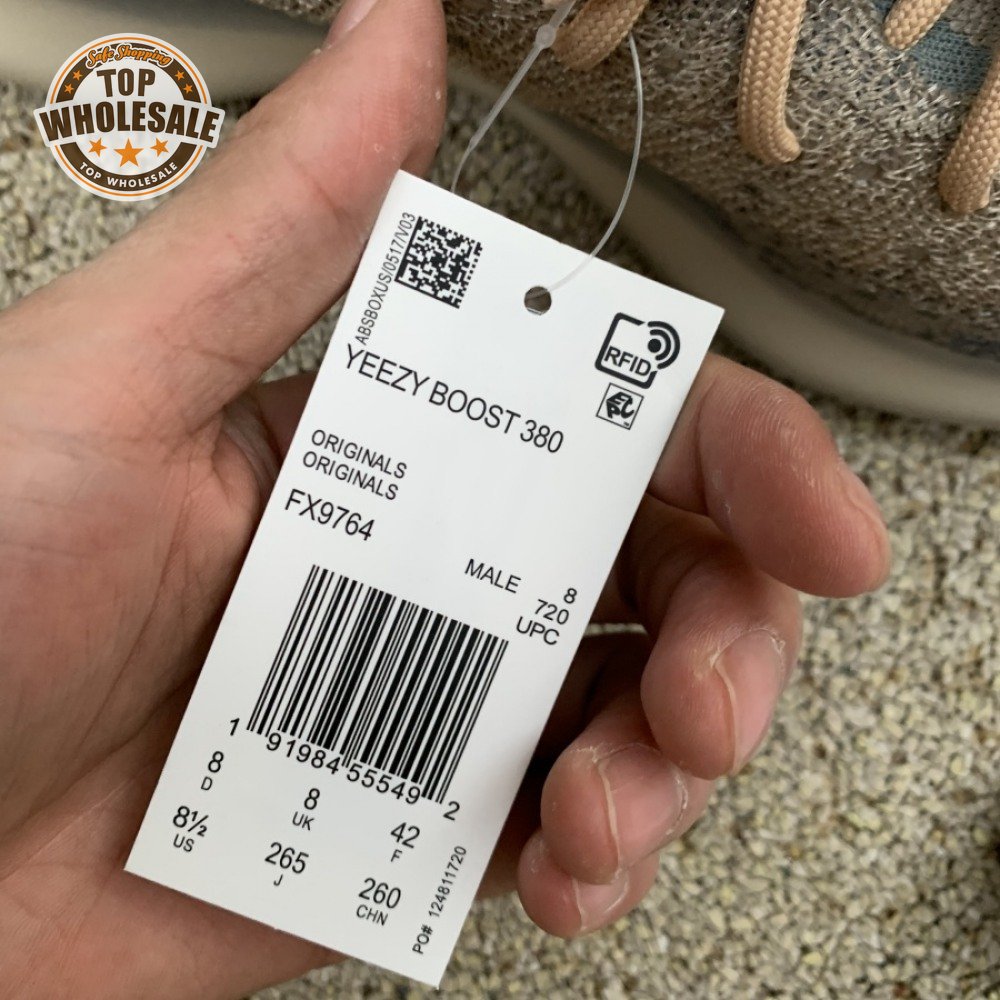 Safe Shopping
TOP
WHOLESALE
TOP WHOLESALE
ABSBOXUS/0517/V03
RFID
YEEZY BOOST 380
ORIGINALS
ORIGINALS
FX9764
MALE 8
720
UPC
1 91984 55549 2
8 D
8 UK
42 F
8½ US
265 J
260 CHN
PO# 124811720